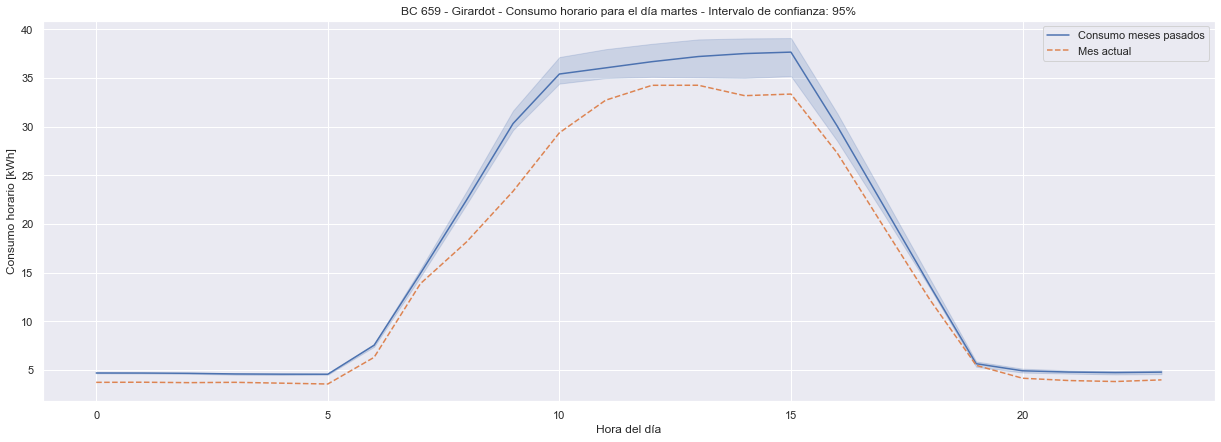 BC 659 - Girardot - Consumo horario para el día martes - Intervalo de confianza: 95%
Consumo meses pasados
Mes actual
Consumo horario [kWh]
40
35
30
25
20
15
10
5
0
5
10
15
20
Hora del día